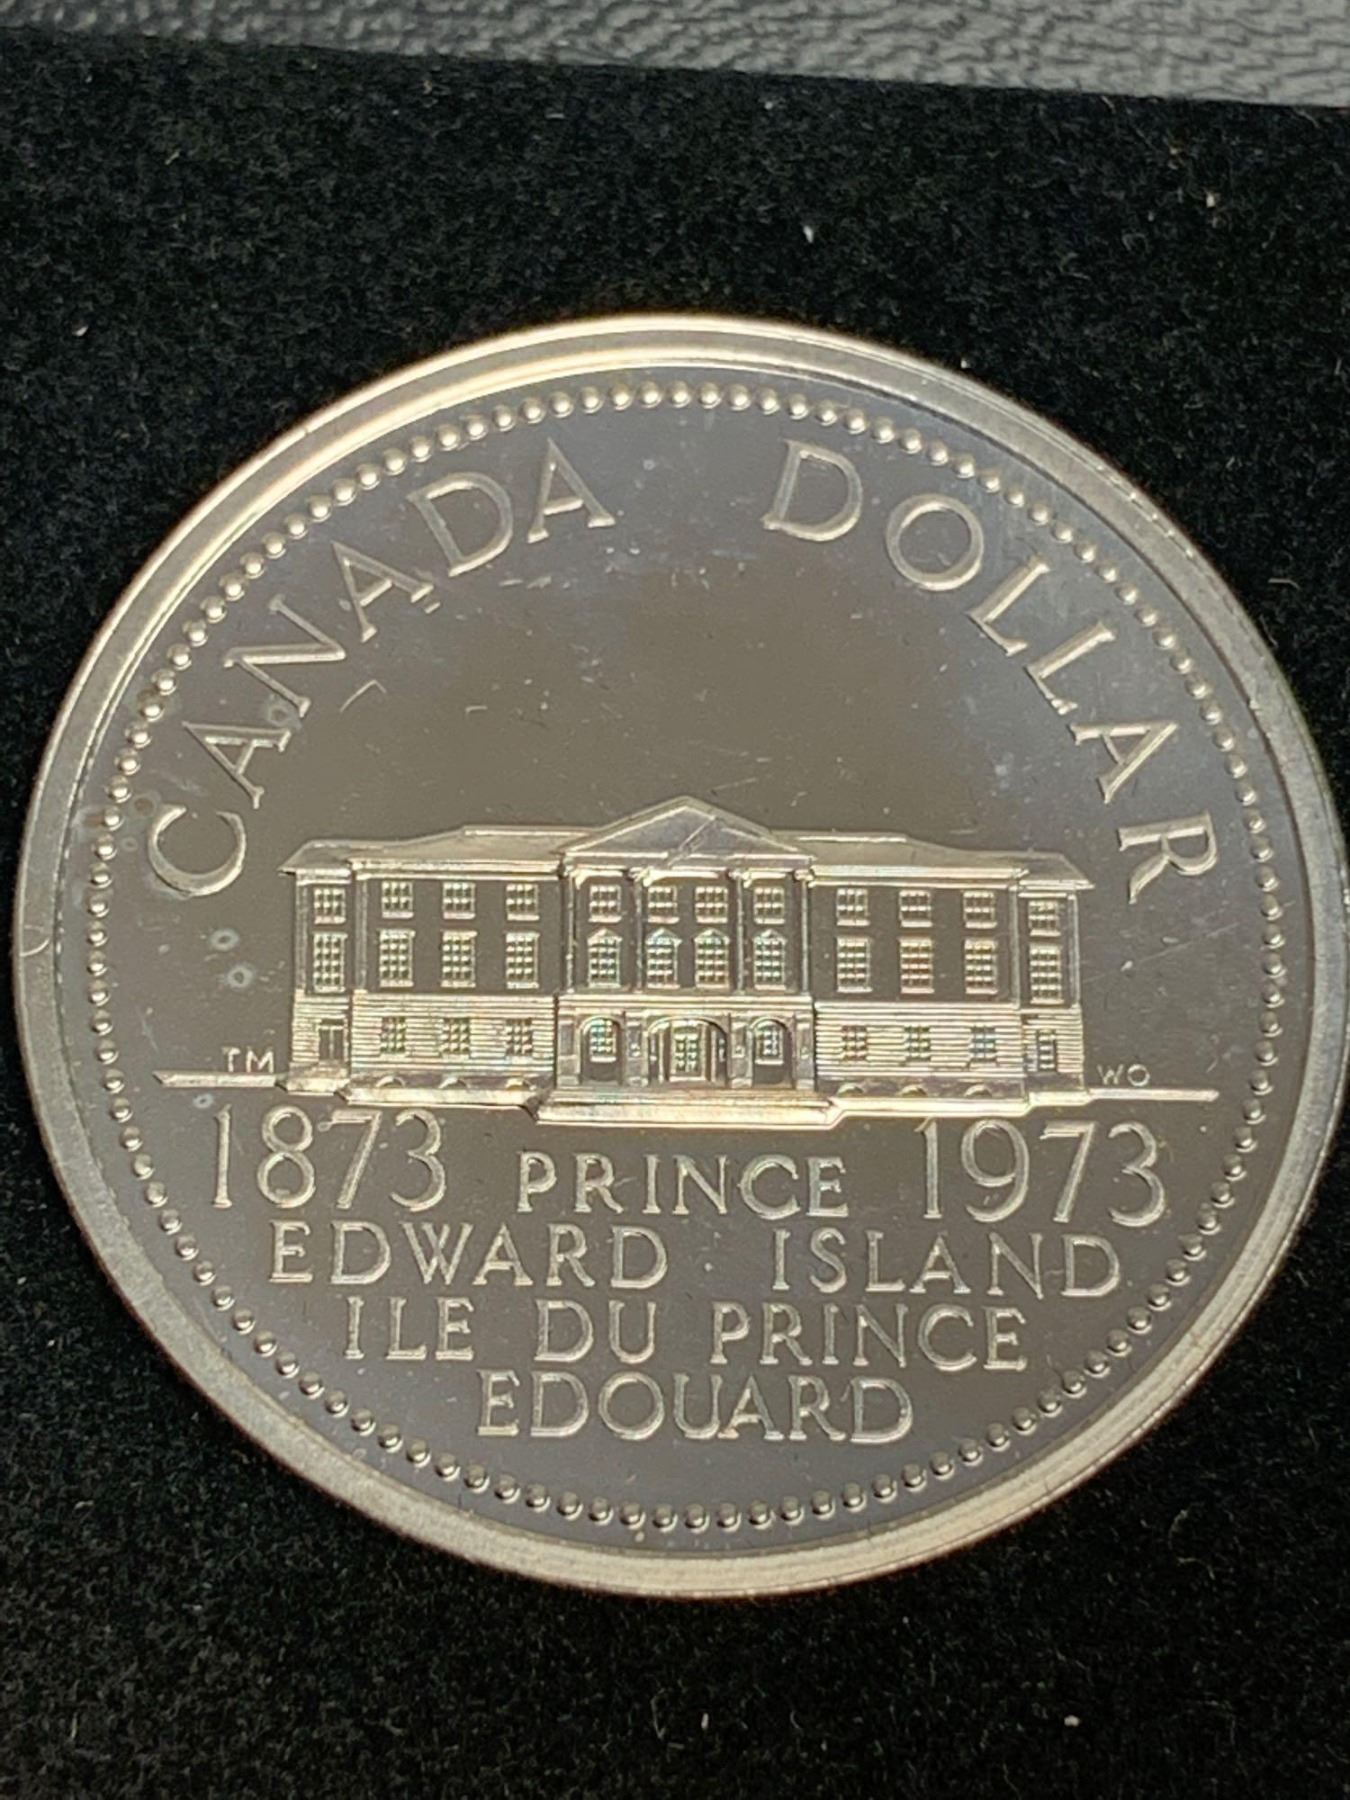 CANADA DOLLAR
TM WO
1873 PRINCE 1973
EDWARD ISLAND
ILE DU PRINCE
EDOUARD